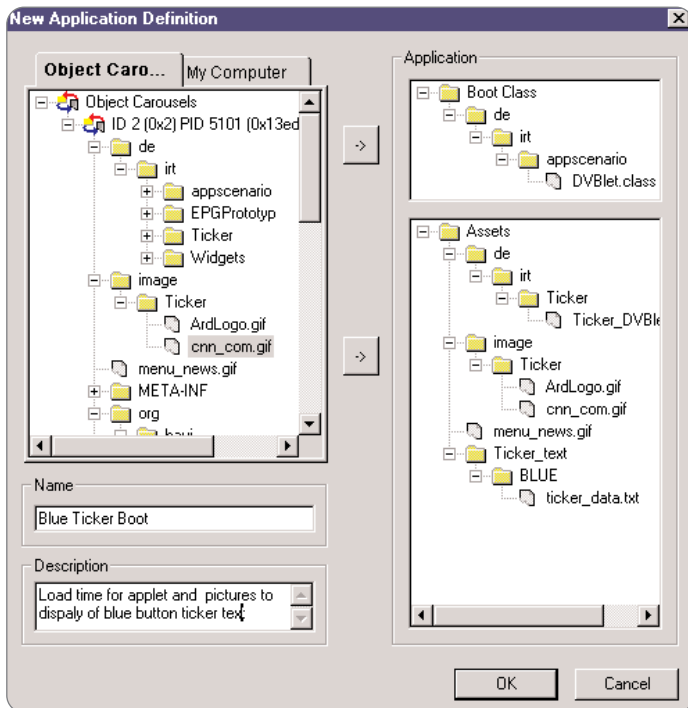 New Application Definition
Object Caro...
My Computer
Object Carousels
ID 2 (0x2) PID 5101 (0x13ed
de
irt
appscenario
EPGPrototyp
Ticker
Widgets
image
Ticker
ArdLogo.gif
cnn_com.gif
menu_news.gif
META-INF
org
Name
Blue Ticker Boot
Description
Load time for applet and pictures to
dispaly of blue button ticker tex
->
->
Application
Boot Class
de
irt
appscenario
DVBlet.class
Assets
de
irt
Ticker
Ticker_DVBle
image
Ticker
ArdLogo.gif
cnn_com.gif
menu_news.gif
Ticker_text
BLUE
ticker_data.txt
OK
Cancel